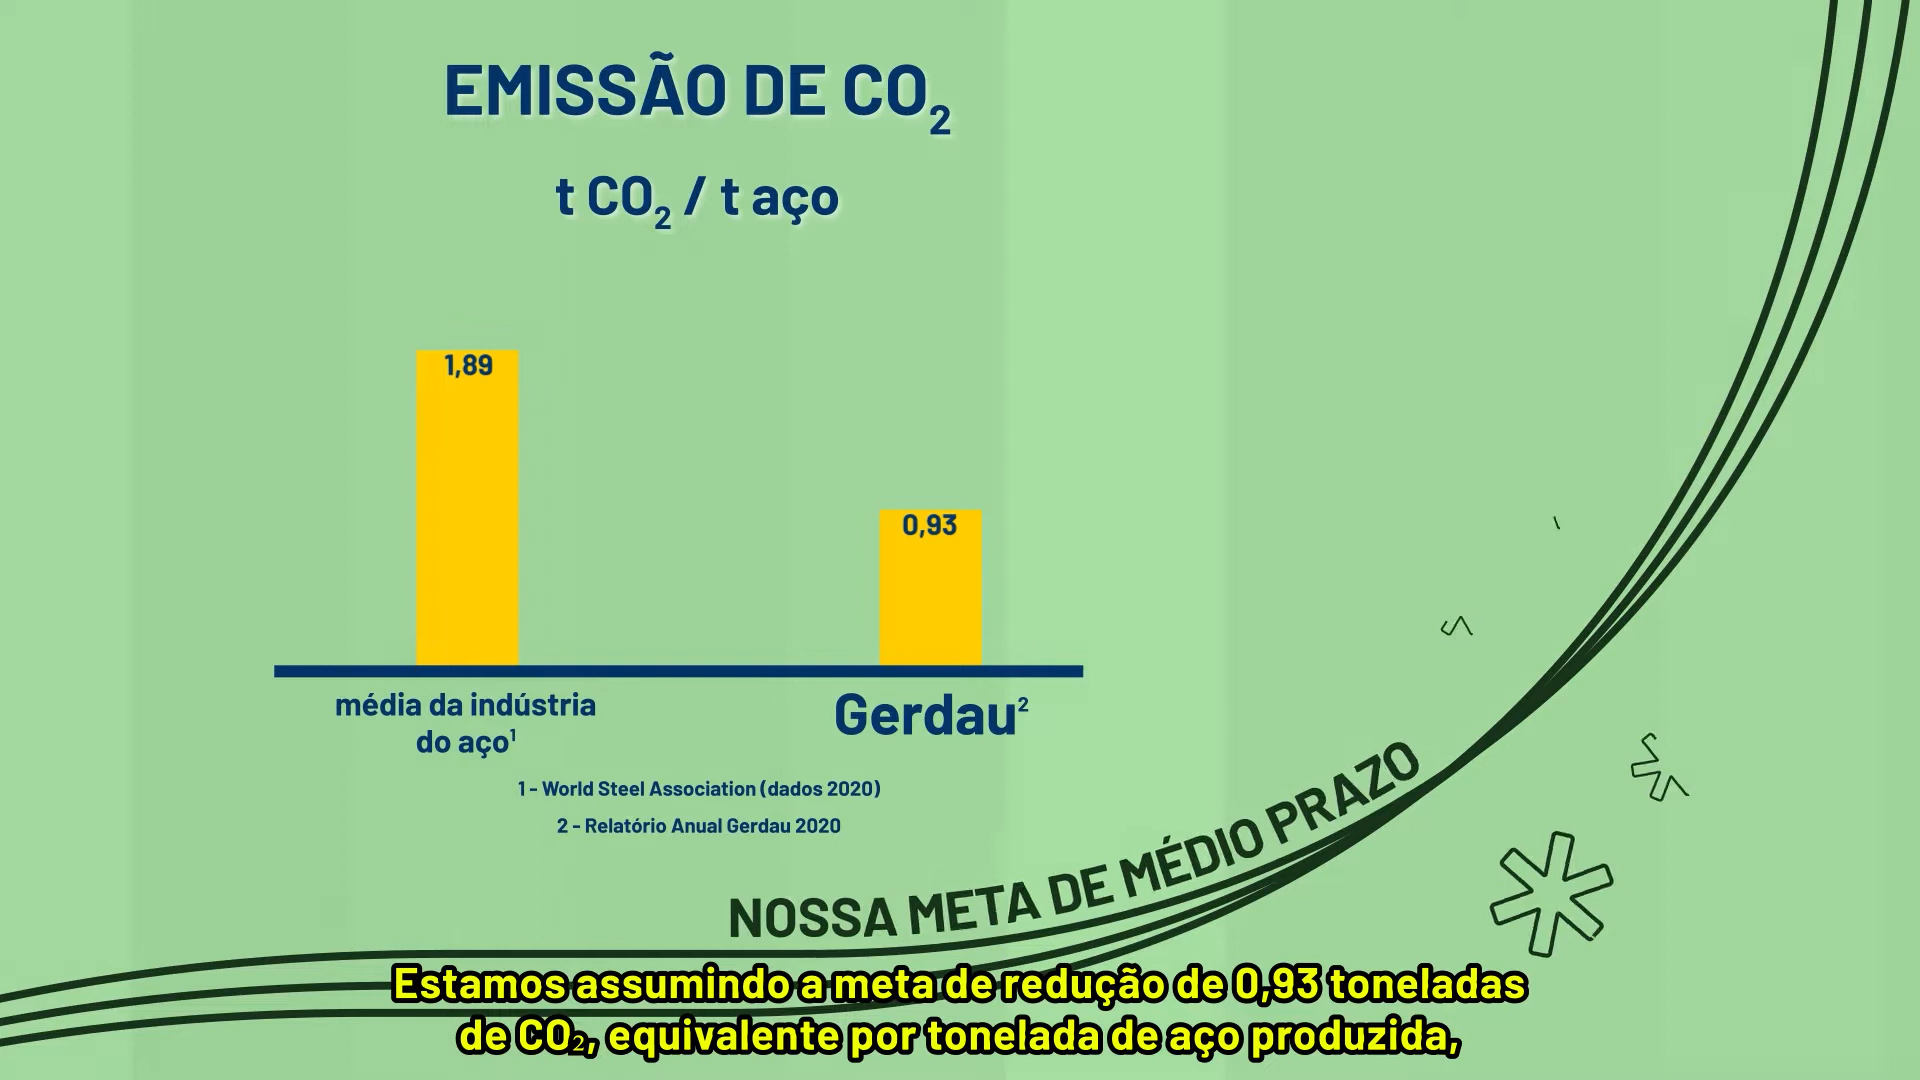 EMISSÃO DE CO₂
t CO₂ / t aço
1,89
0,93
média da indústria
do aço¹
Gerdau²
1 - World Steel Association (dados 2020)
2 - Relatório Anual Gerdau 2020
NOSSA META DE MÉDIO PRAZO
Estamos assumindo a meta de redução de 0,93 toneladas
de CO₂, equivalente por tonelada de aço produzida,